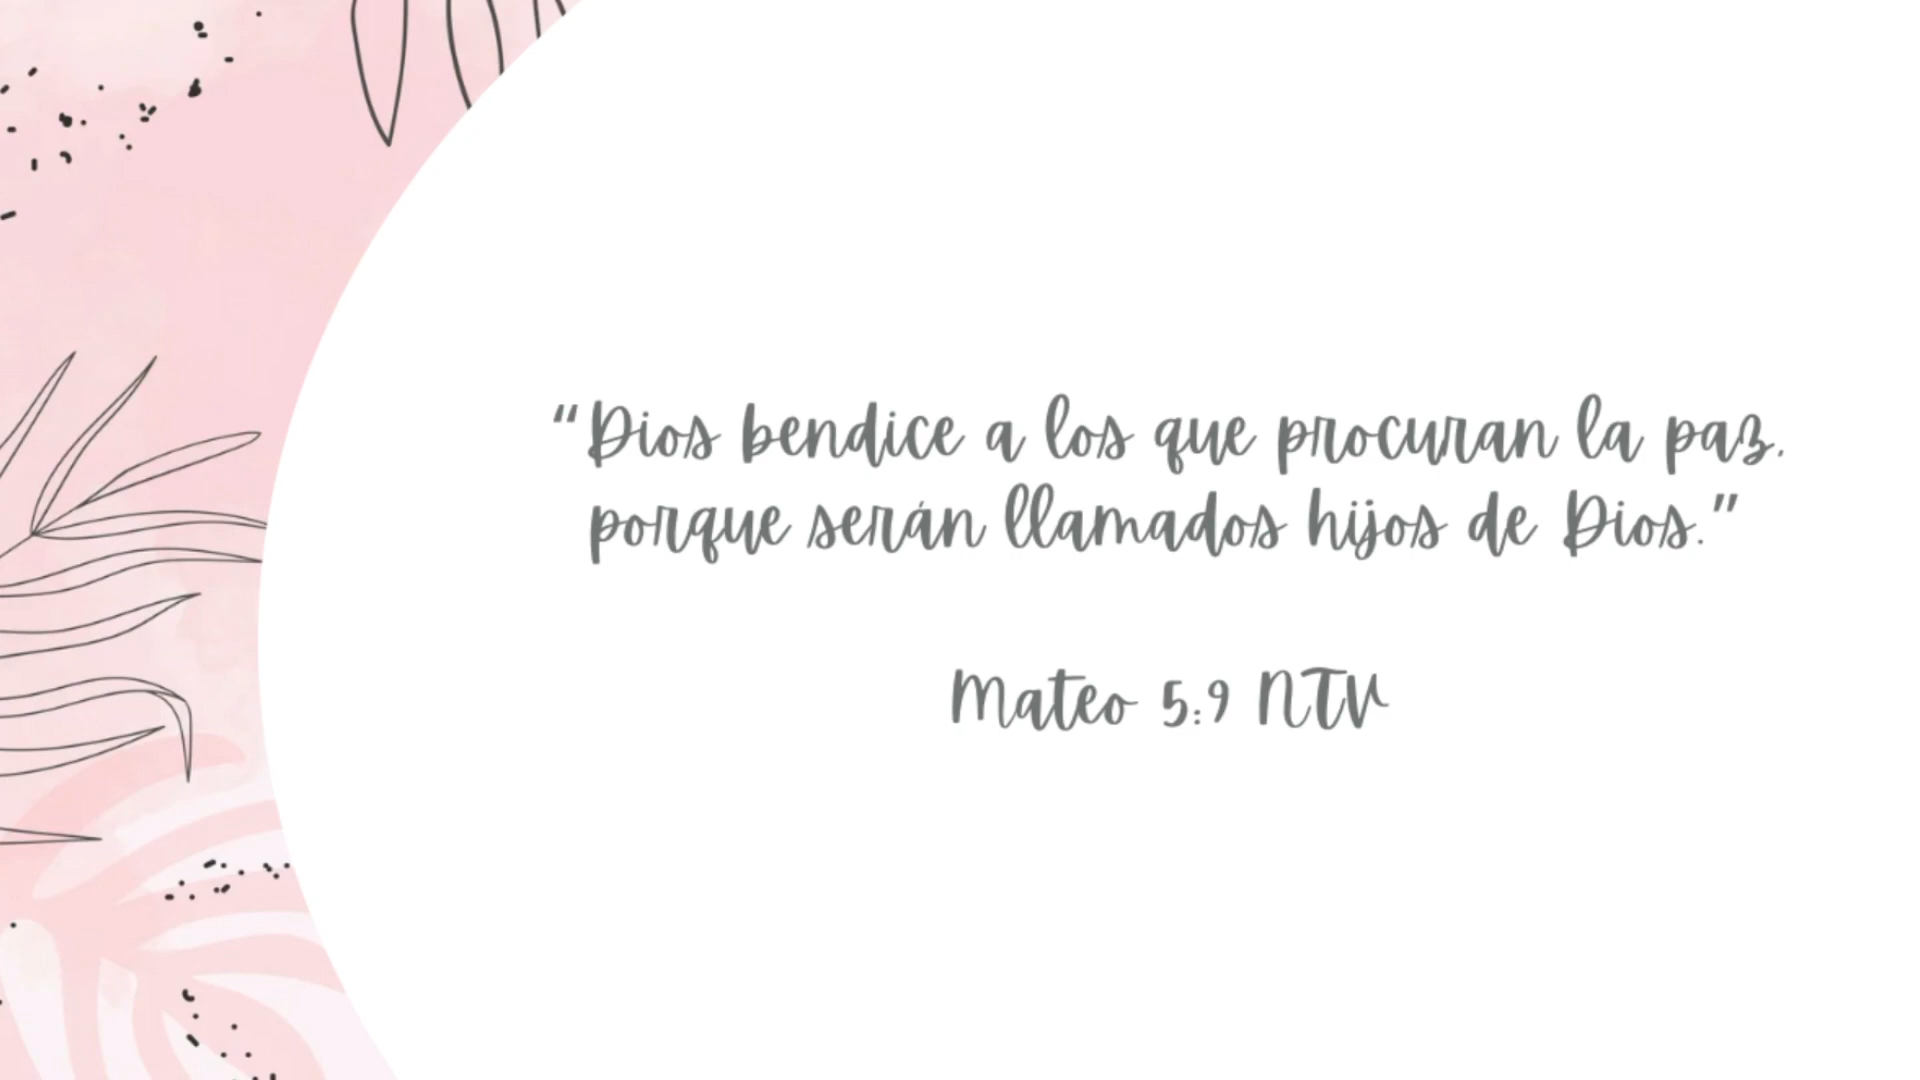 “Dios bendice a los que procuran la paz,
porque serán llamados hijos de Dios.”
Mateo 5:9 NTV